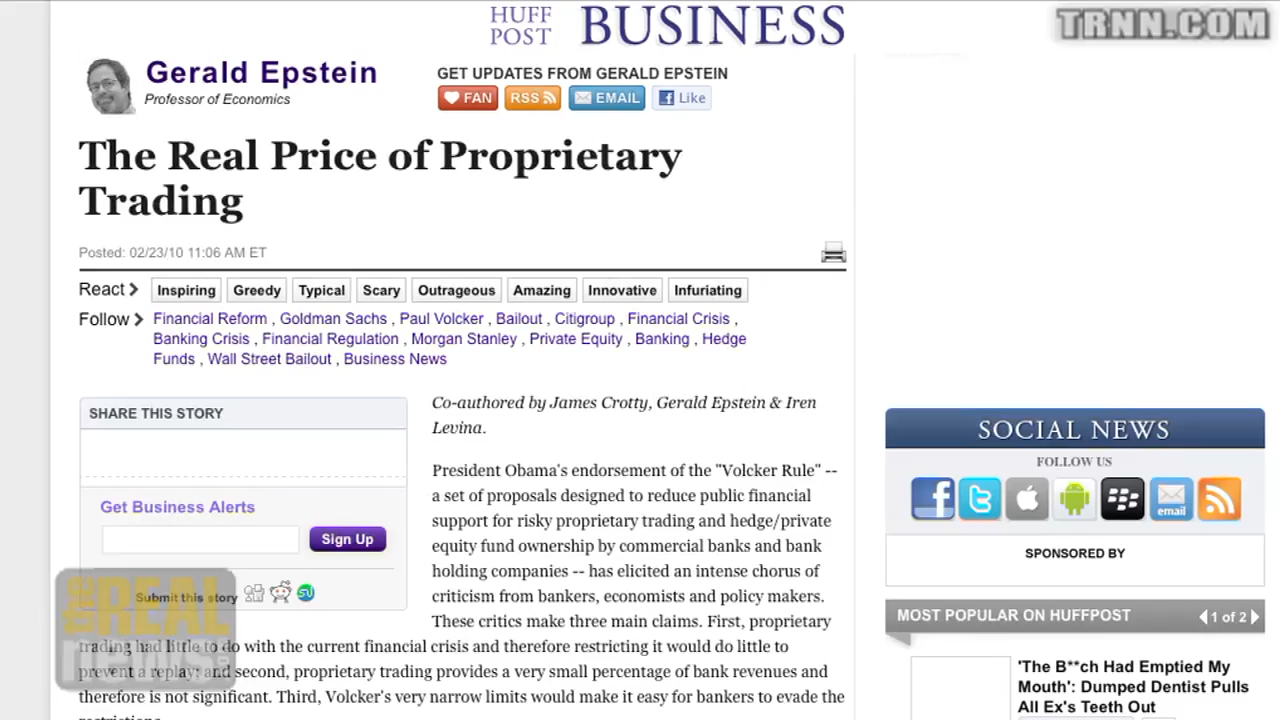 HUFF
POST BUSINESS
TRNN.COM
Gerald Epstein
Professor of Economics
GET UPDATES FROM GERALD EPSTEIN
FAN RSS EMAIL Like
The Real Price of Proprietary
Trading
Posted: 02/23/10 11:06 AM ET
React Inspiring Greedy Typical Scary Outrageous Amazing Innovative Infuriating
Follow Financial Reform , Goldman Sachs , Paul Volcker , Bailout , Citigroup , Financial Crisis ,
Banking Crisis , Financial Regulation , Morgan Stanley , Private Equity , Banking , Hedge
Funds , Wall Street Bailout , Business News
SHARE THIS STORY
Get Business Alerts
Sign Up
Submit this story
the REAL
news
Co-authored by James Crotty, Gerald Epstein & Iren
Levina.
President Obama's endorsement of the "Volcker Rule" --
a set of proposals designed to reduce public financial
support for risky proprietary trading and hedge/private
equity fund ownership by commercial banks and bank
holding companies -- has elicited an intense chorus of
criticism from bankers, economists and policy makers.
These critics make three main claims. First, proprietary
trading had little to do with the current financial crisis and therefore restricting it would do little to
prevent a replay; and second, proprietary trading provides a very small percentage of bank revenues and
therefore is not significant. Third, Volcker's very narrow limits would make it easy for bankers to evade the
restrictions.
SOCIAL NEWS
FOLLOW US
email
SPONSORED BY
MOST POPULAR ON HUFFPOST 1 of 2
'The B**ch Had Emptied My
Mouth': Dumped Dentist Pulls
All Ex's Teeth Out